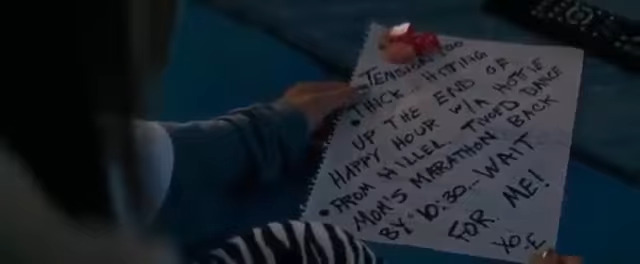 TENSION TOO
THICK... HITTING
UP THE END OF
HAPPY HOUR W/A HOTTIE
FROM HILLEL. TIVOED DANCE
MOM'S MARATHON. BACK
BY 10:30... WAIT
FOR ME!
XO-E